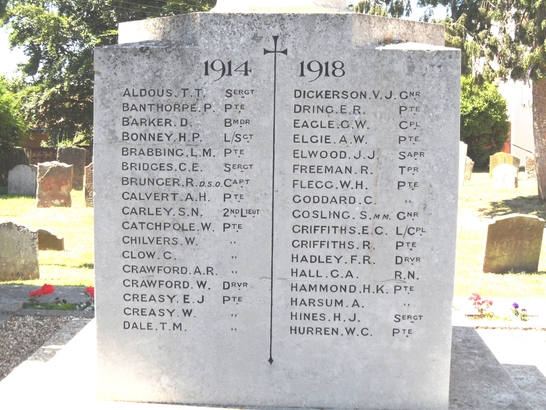 1914 1918
ALDOUS. T. T. SERGT
BANTHORPE. P. PTE
BARKER. D. BMDR
BONNEY. H. P. L/SGT
BRABBING. L. M. PTE
BRIDGES. C. E. SERGT
BRUNGER. R. D.S.O. CAPT
CALVERT. A. H. PTE
CARLEY. S. N. 2ND LIEUT
CATCHPOLE. W. PTE
CHILVERS. W. "
CLOW. C. "
CRAWFORD. A. R. "
CRAWFORD. W. DRVR
CREASY. E. J PTE
CREASY. W. "
DALE. T. M. "
DICKERSON. V. J. GNR
DRING. E. R. PTE
EAGLE. G. W. CPL
ELGIE. A. W. PTE
ELWOOD. J. J. SAPR
FREEMAN. R. TPR
FLEGG. W. H. PTE
GODDARD. C. "
GOSLING. S. M.M. GNR
GRIFFITHS. E. C. L/CPL
GRIFFITHS. R. PTE
HADLEY. F. R. DRVR
HALL. G. A. R.N.
HAMMOND. H. K. PTE
HARSUM. A. "
HINES. H. J. SERGT
HURREN. W. C. PTE